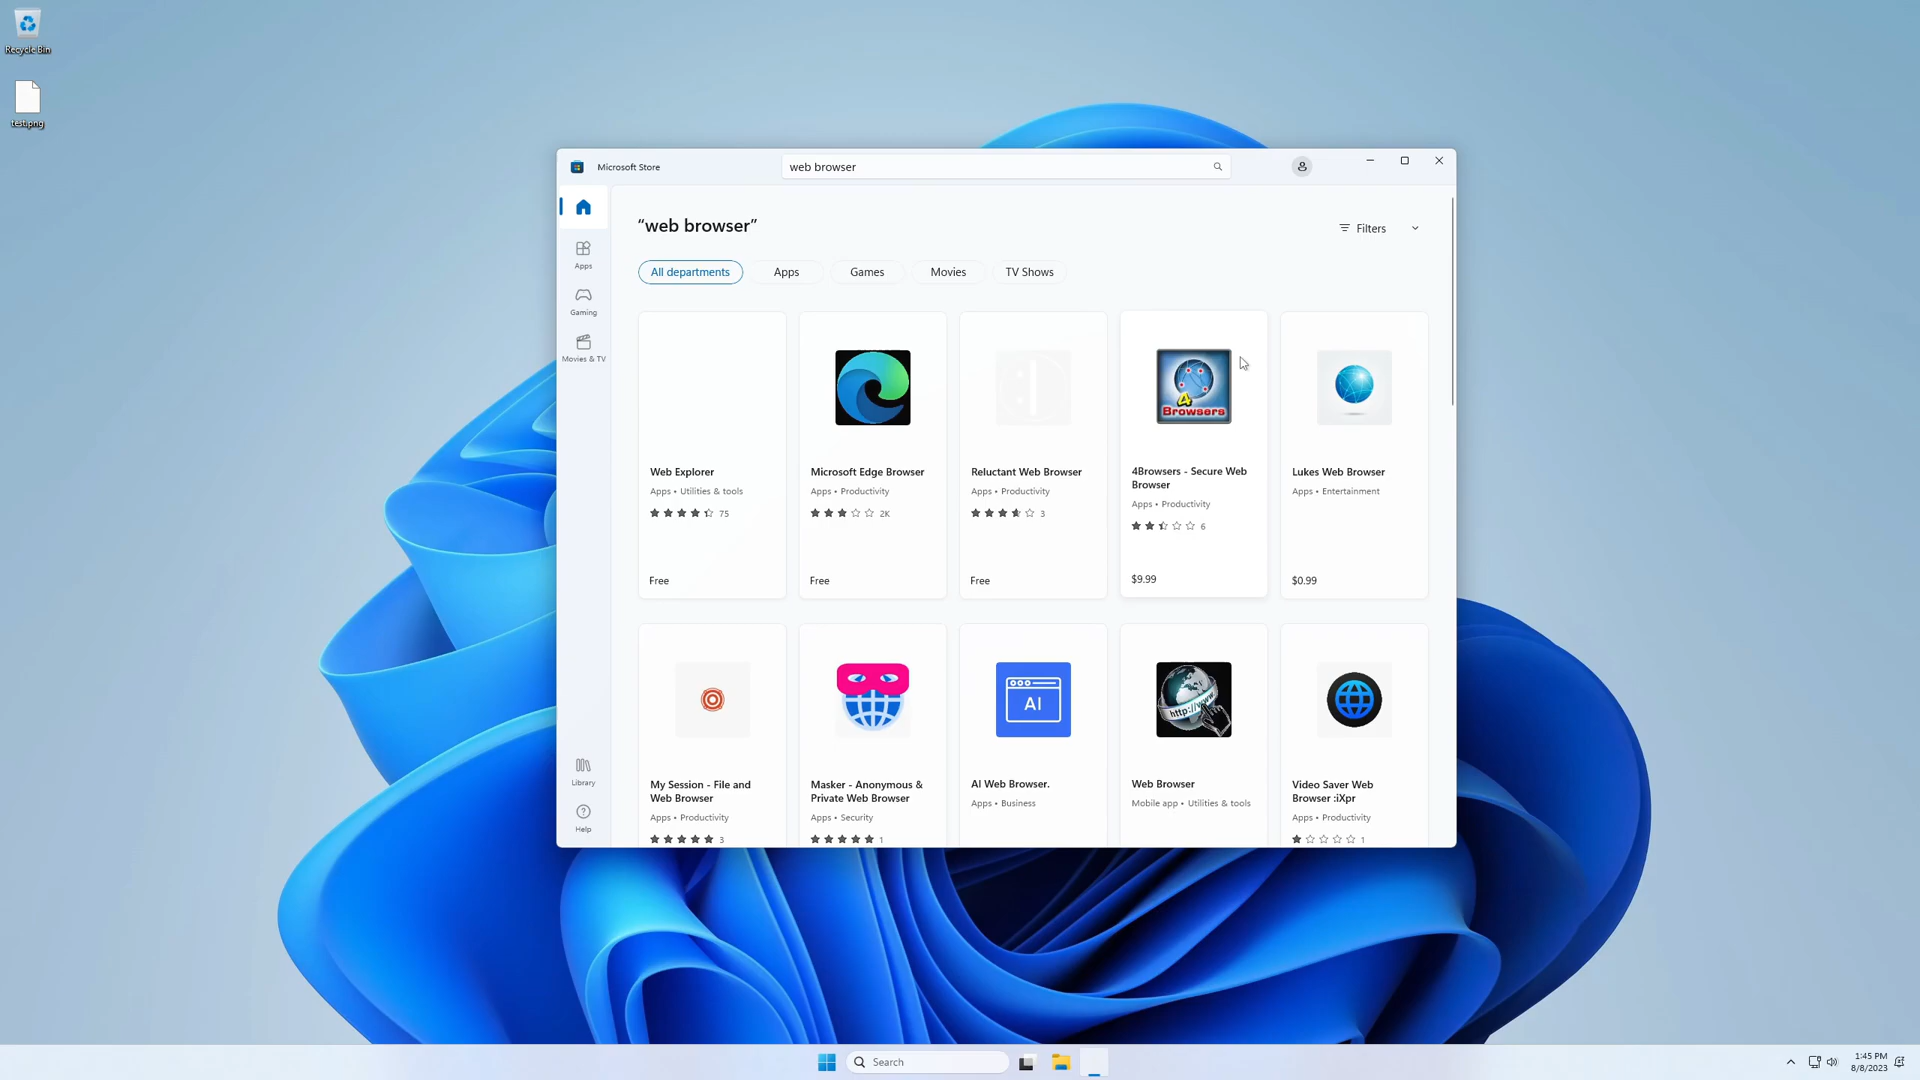 Recycle Bin
test.png
Microsoft Store
web browser
“web browser”
Filters
All departments
Apps
Games
Movies
TV Shows
Apps
Gaming
Movies & TV
Library
Help
Web Explorer
Apps • Utilities & tools
75
Free
Microsoft Edge Browser
Apps • Productivity
2K
Free
Reluctant Web Browser
Apps • Productivity
3
Free
4
Browsers
4Browsers - Secure Web
Browser
Apps • Productivity
6
$9.99
Lukes Web Browser
Apps • Entertainment
$0.99
My Session - File and
Web Browser
Apps • Productivity
3
Masker - Anonymous &
Private Web Browser
Apps • Security
1
AI
AI Web Browser.
Apps • Business
http://www.
Web Browser
Mobile app • Utilities & tools
Video Saver Web
Browser :iXpr
Apps • Productivity
1
Search
1:45 PM
8/8/2023